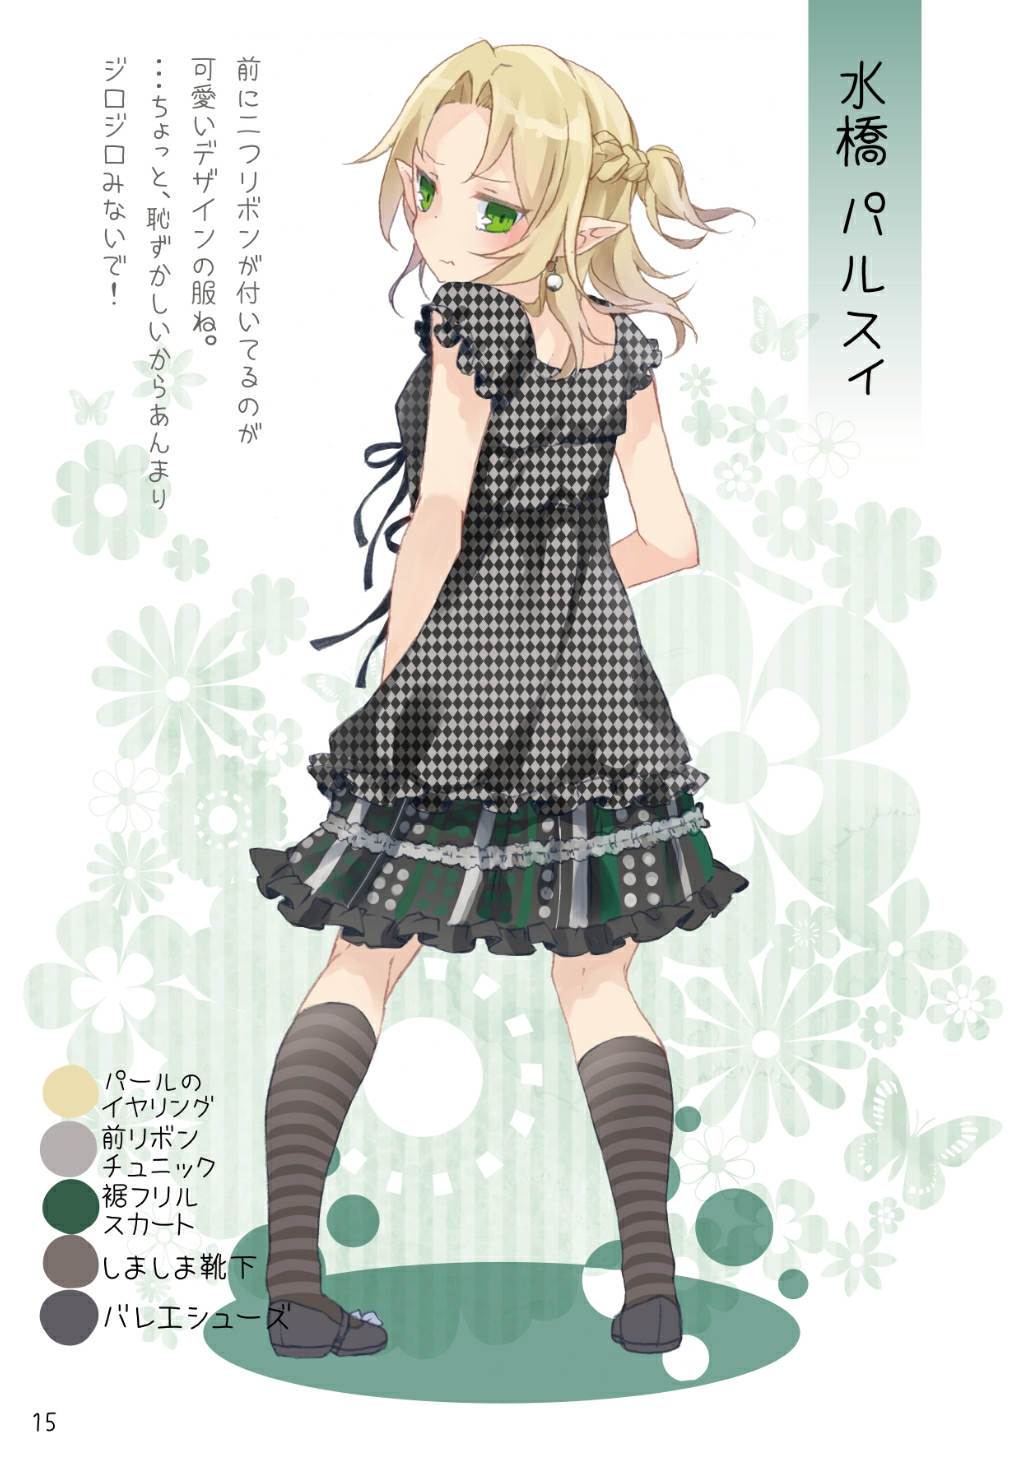 水橋 パルスィ
前に二つリボンが付いてるのが
可愛いデザインの服ね。
…ちょっと、恥ずかしいからあんまり
ジロジロみないで！
パールの
イヤリング
前リボン
チュニック
裾フリル
スカート
しましま靴下
バレエシューズ
15